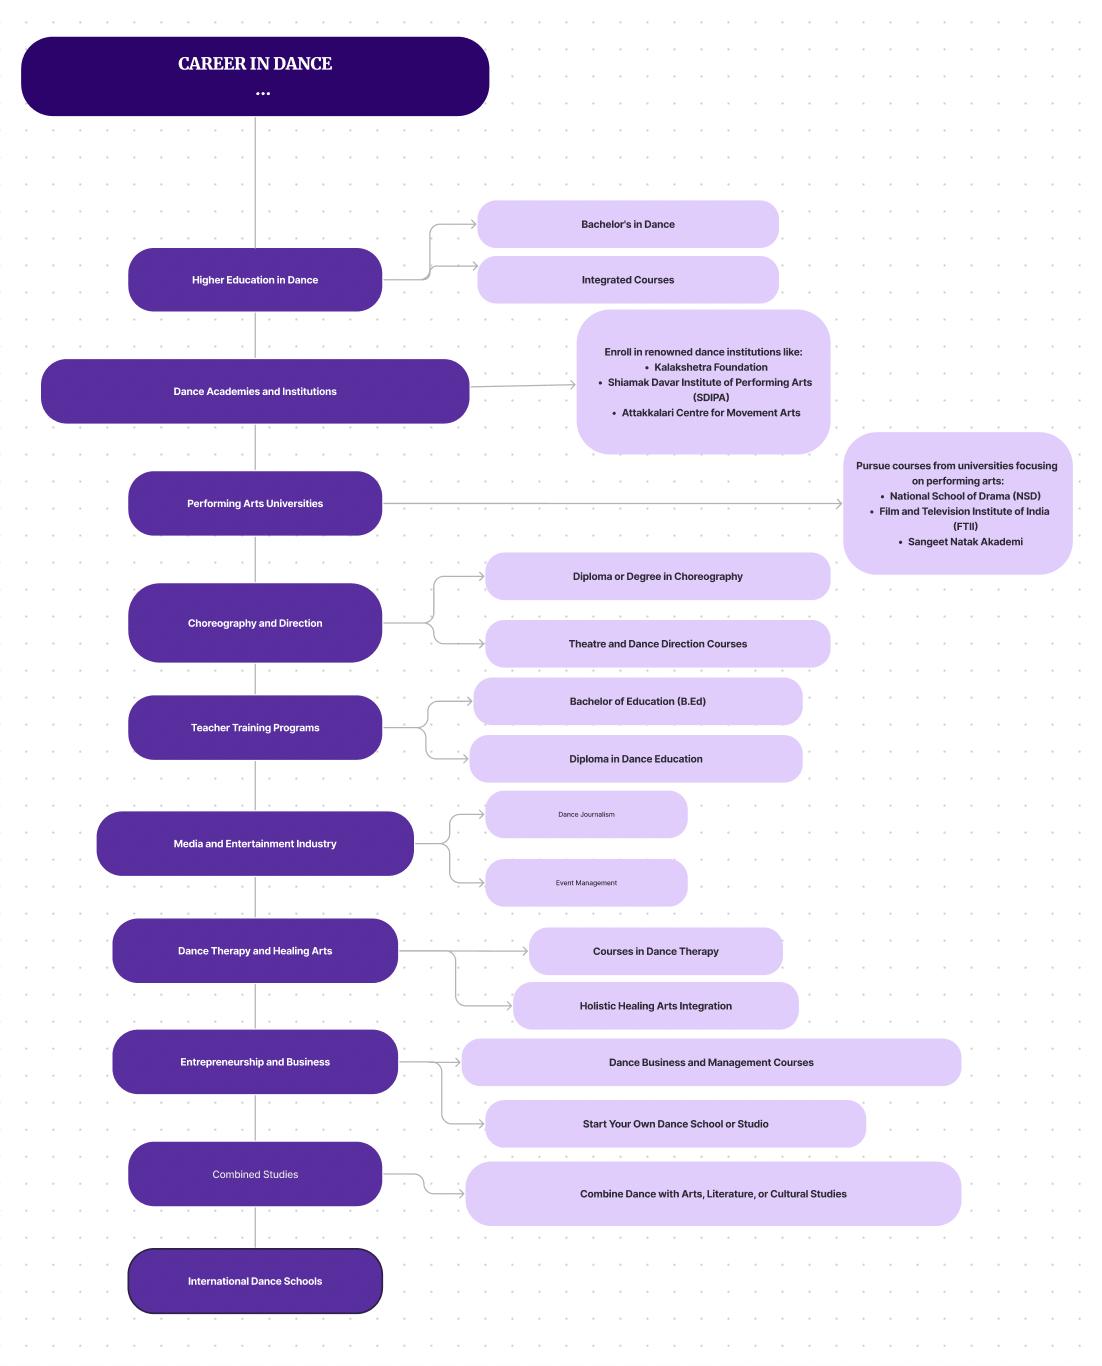 CAREER IN DANCE
...
Bachelor's in Dance
Higher Education in Dance
Integrated Courses
Dance Academies and Institutions
Enroll in renowned dance institutions like:
• Kalakshetra Foundation
• Shiamak Davar Institute of Performing Arts
(SDIPA)
• Attakkalari Centre for Movement Arts
Performing Arts Universities
Pursue courses from universities focusing
on performing arts:
• National School of Drama (NSD)
• Film and Television Institute of India
(FTII)
• Sangeet Natak Akademi
Choreography and Direction
Diploma or Degree in Choreography
Theatre and Dance Direction Courses
Teacher Training Programs
Bachelor of Education (B.Ed)
Diploma in Dance Education
Media and Entertainment Industry
Dance Journalism
Event Management
Dance Therapy and Healing Arts
Courses in Dance Therapy
Holistic Healing Arts Integration
Entrepreneurship and Business
Dance Business and Management Courses
Start Your Own Dance School or Studio
Combined Studies
Combine Dance with Arts, Literature, or Cultural Studies
International Dance Schools